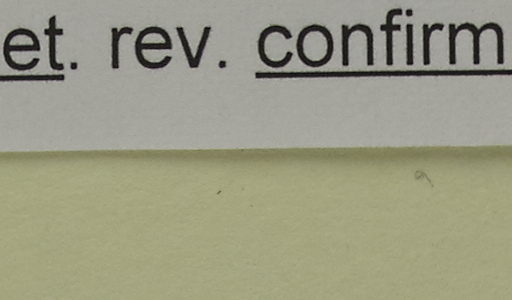 et. rev. confirm